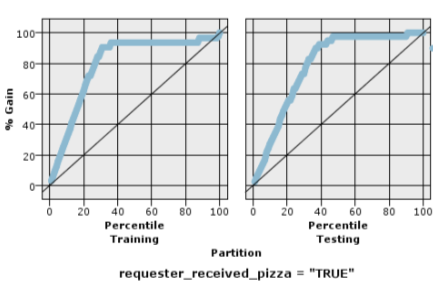 100
80
60
40
20
0
% Gain
0 20 40 60 80 100
0 20 40 60 80 100
Percentile
Training
Percentile
Testing
Partition
requester_received_pizza = "TRUE"